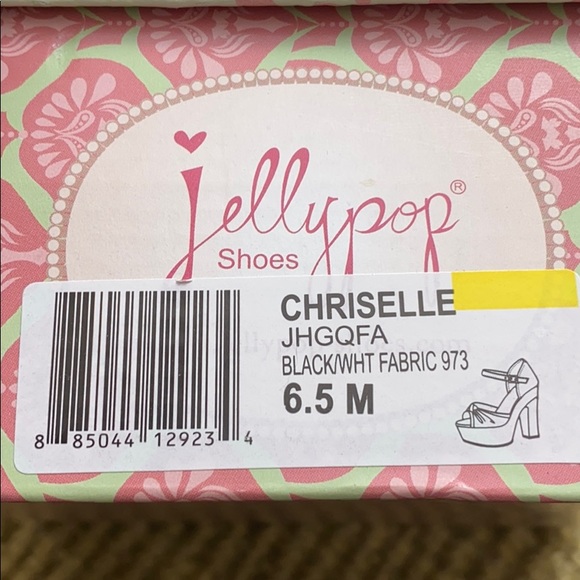 jellypop®
Shoes
CHRISELLE
JHGQFA
BLACK/WHT FABRIC 973
6.5 M
8 85044 12923 4